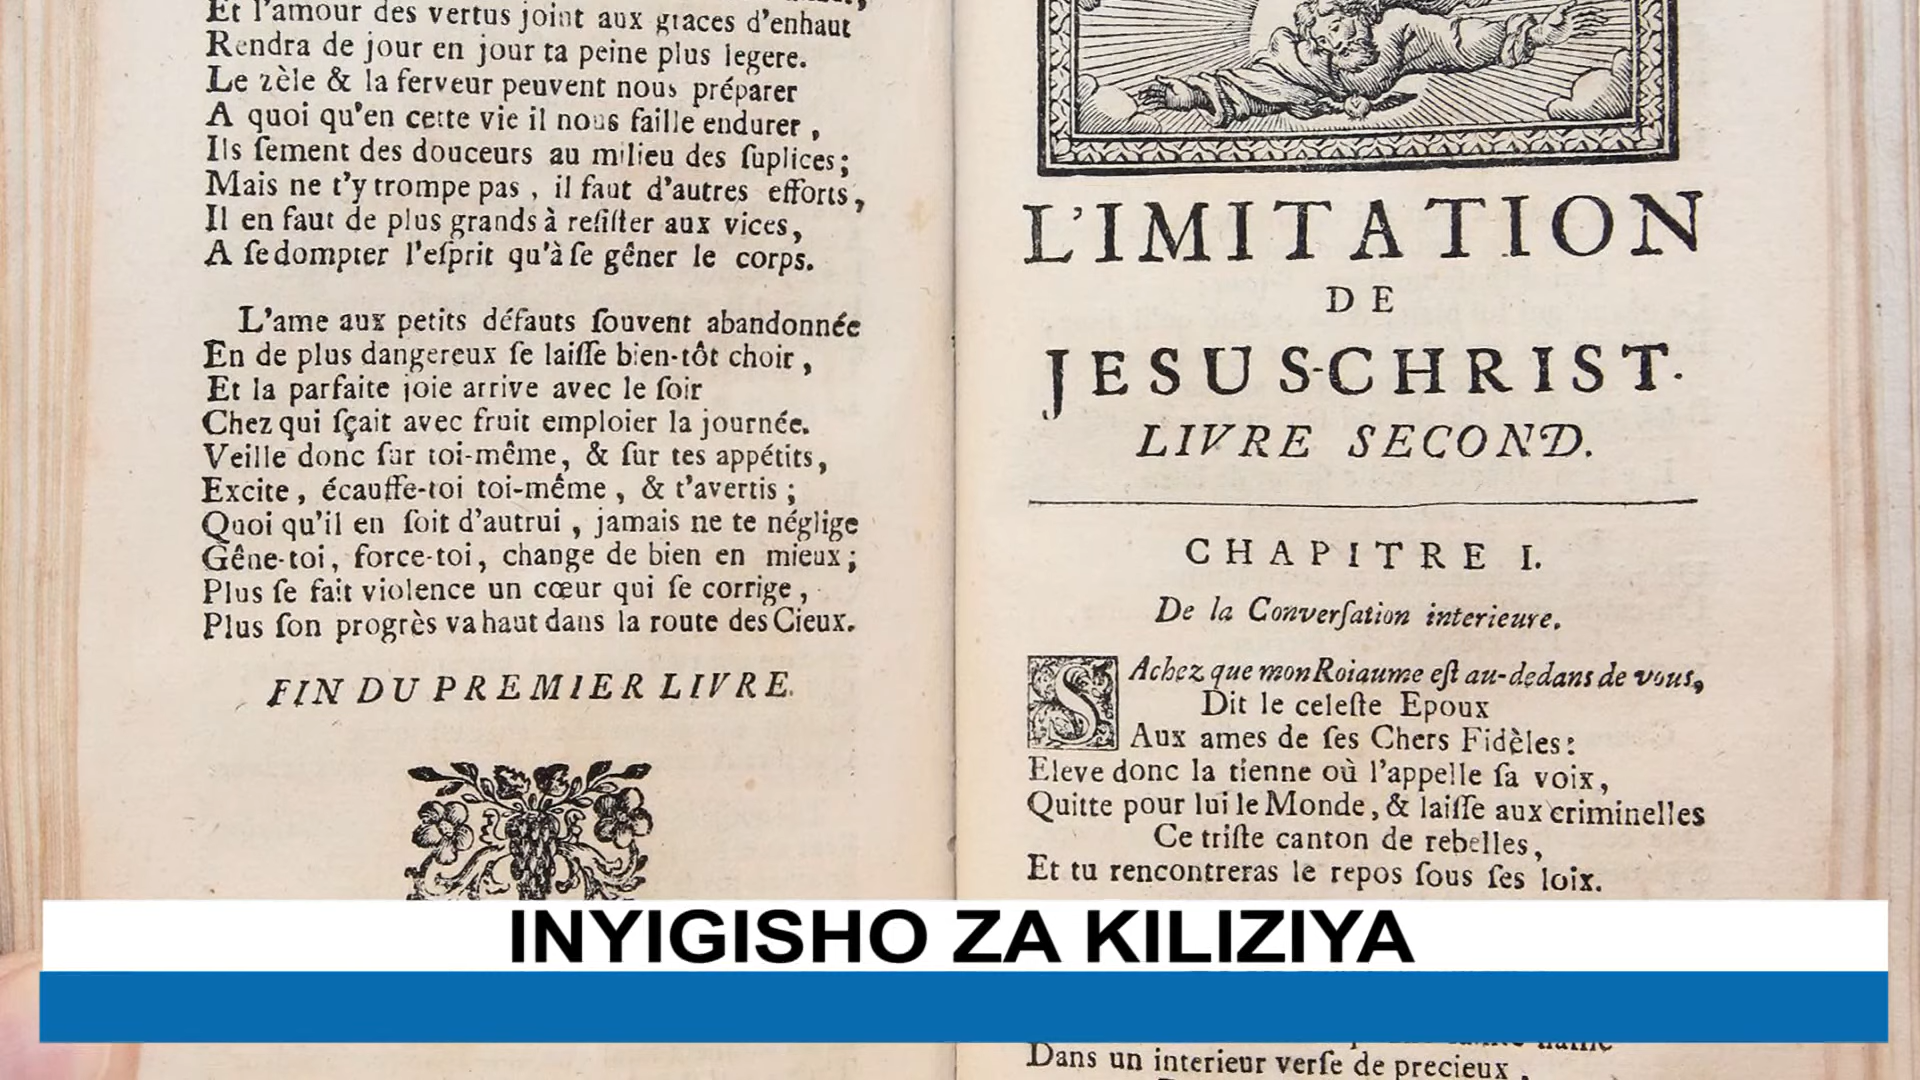 Et l'amour des vertus joint aux graces d'enhaut
Rendra de jour en jour ta peine plus legere.
Le zèle & la ferveur peuvent nous préparer
A quoi qu'en cette vie il nous faille endurer ,
Ils ſement des douceurs au milieu des ſuplices ;
Mais ne t'y trompe pas , il faut d'autres efforts ,
Il en faut de plus grands à reſiſter aux vices ,
A ſe dompter l'eſprit qu'à ſe gêner le corps.
L'ame aux petits défauts ſouvent abandonnée
En de plus dangereux ſe laiſſe bien-tôt choir ,
Et la parfaite joie arrive avec le ſoir
Chez qui ſçait avec fruit emploier la journée.
Veille donc ſur toi-même , & ſur tes appétits ,
Excite , écauffe-toi toi-même , & t'avertis ;
Quoi qu'il en ſoit d'autrui , jamais ne te néglige
Gêne-toi , force-toi , change de bien en mieux ;
Plus ſe fait violence un cœur qui ſe corrige ,
Plus ſon progrès va haut dans la route des Cieux.
FIN DU PREMIER LIVRE.
L'IMITATION
DE
JESUS-CHRIST.
LIVRE SECOND.
CHAPITRE I.
De la Converſation interieure.
SAchez que mon Roiaume eſt au-dedans de vous,
Dit le celeſte Epoux
Aux ames de ſes Chers Fidèles :
Eleve donc la tienne où l'appelle ſa voix ,
Quitte pour lui le Monde , & laiſſe aux criminelles
Ce triſte canton de rebelles ,
Et tu rencontreras le repos ſous ſes loix.
INYIGISHO ZA KILIZIYA
Dans un interieur verſe de precieux ,